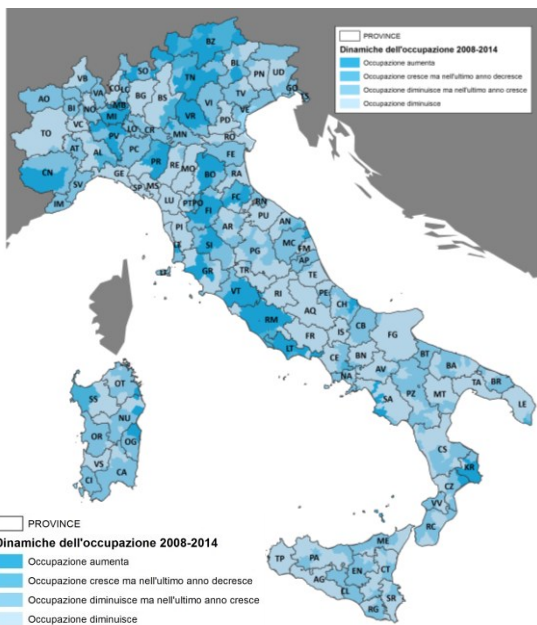 PROVINCE
Dinamiche dell'occupazione 2008-2014
Occupazione aumenta
Occupazione cresce ma nell'ultimo anno decresce
Occupazione diminuisce ma nell'ultimo anno cresce
Occupazione diminuisce
BZ
VB
SO
TN
BL
PN
UD
AO
VA
CO
LC
BG
BS
VI
TV
GO
TS
BI
NO
MI
MB
VR
VE
PD
TO
VC
PV
LO
CR
MN
RO
AT
AL
PC
FE
CN
PR
RE
MO
BO
RA
SV
GE
SP
MS
FC
RN
IM
LU
PT
PO
FI
PU
PI
AR
AN
SI
PG
MC
FM
AP
GR
TR
TE
VT
RI
PE
AQ
CH
RM
FR
IS
CB
FG
LT
CE
BN
BT
BA
NA
AV
TA
BR
SA
PZ
MT
LE
OT
SS
NU
OR
OG
VS
CI
CA
CS
KR
CZ
VV
RC
ME
TP
PA
AG
EN
CT
CL
SR
RG
PROVINCE
Dinamiche dell'occupazione 2008-2014
Occupazione aumenta
Occupazione cresce ma nell'ultimo anno decresce
Occupazione diminuisce ma nell'ultimo anno cresce
Occupazione diminuisce